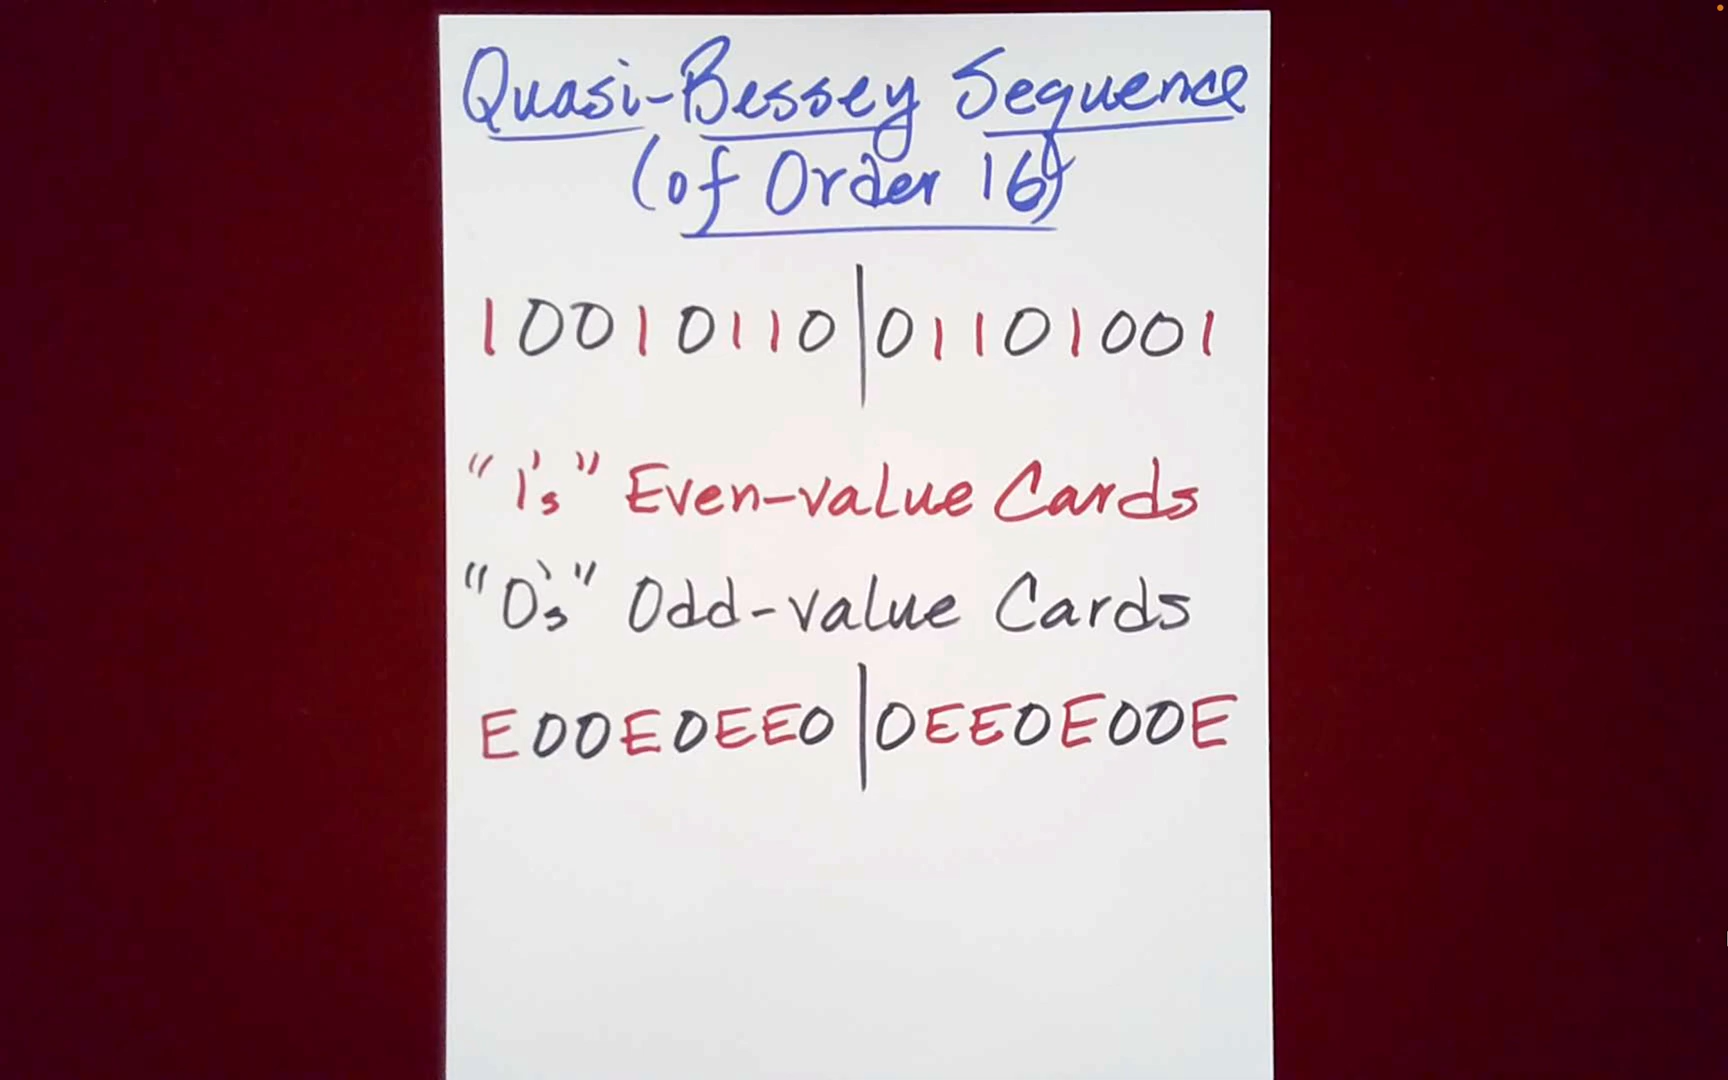 Quasi-Bessey Sequence
(of Order 16)
10010110|01101001
"1's" Even-value Cards
"0's" Odd-value Cards
EOOEOEEO|OEEOEOOE